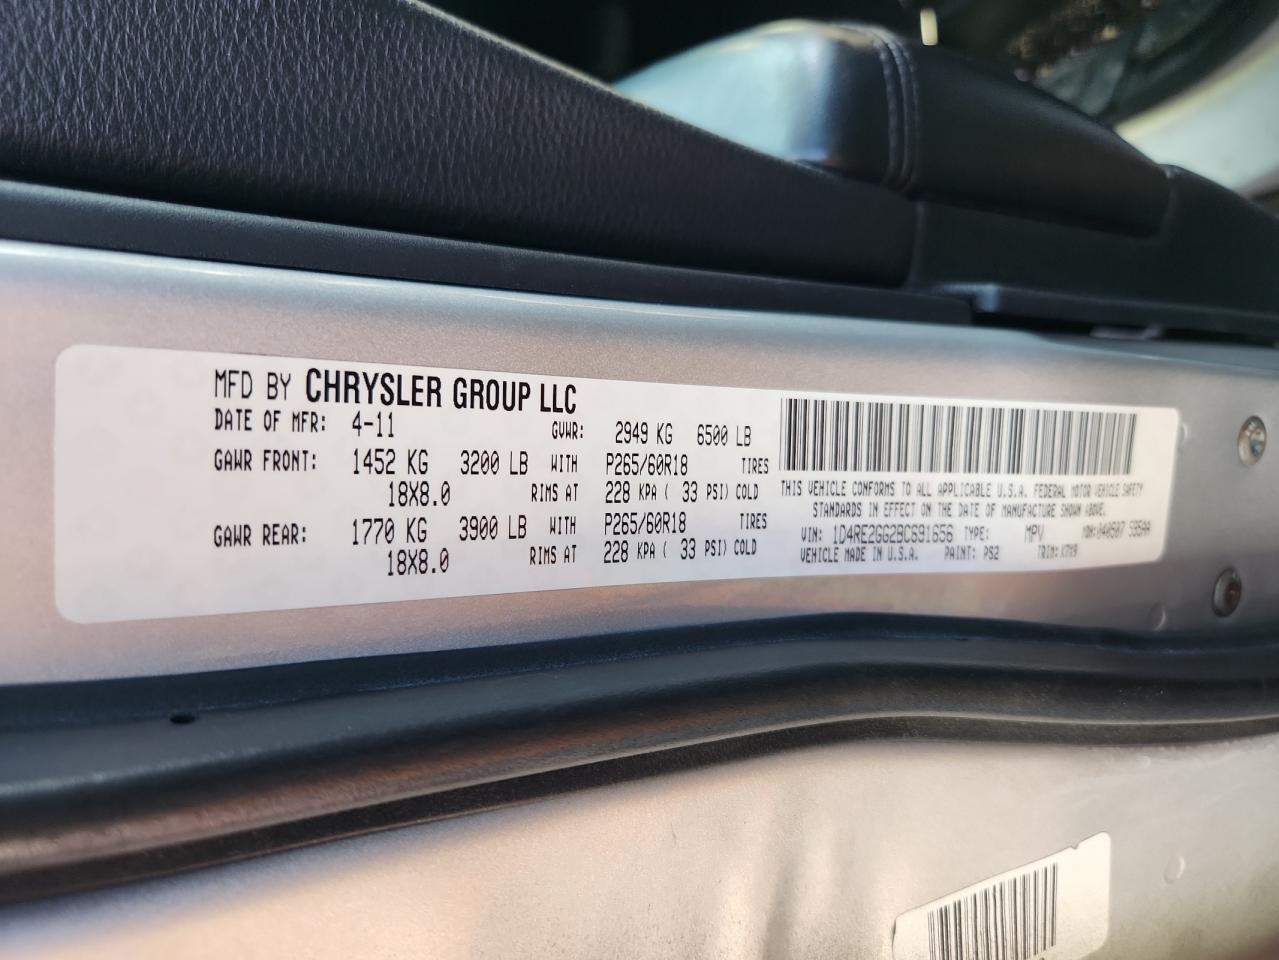 MFD BY CHRYSLER GROUP LLC
DATE OF MFR: 4-11 GVWR: 2949 KG 6500 LB
GAWR FRONT: 1452 KG 3200 LB WITH P265/60R18 TIRES
18X8.0 RIMS AT 228 KPA ( 33 PSI) COLD
GAWR REAR: 1770 KG 3900 LB WITH P265/60R18 TIRES
18X8.0 RIMS AT 228 KPA ( 33 PSI) COLD
THIS VEHICLE CONFORMS TO ALL APPLICABLE U.S.A. FEDERAL MOTOR VEHICLE SAFETY
STANDARDS IN EFFECT ON THE DATE OF MANUFACTURE SHOWN ABOVE.
VIN: 1D4RE2GG2BC691656 TYPE: MPV MDH:040507 595AA
VEHICLE MADE IN U.S.A. PAINT: PS2 TRIM: